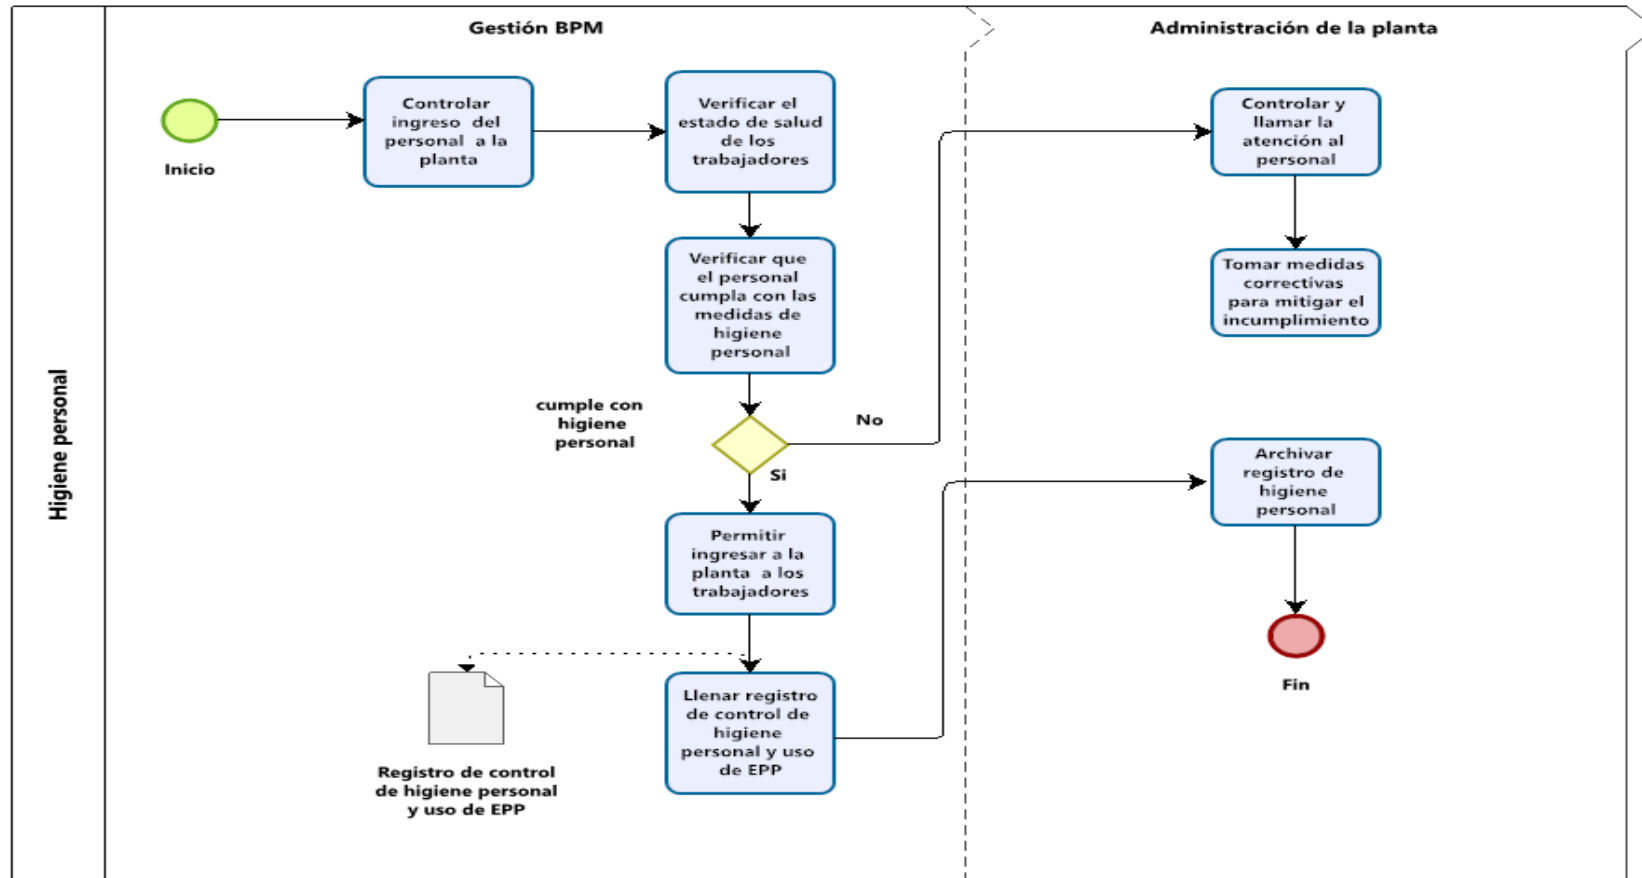 Gestión BPM
Administración de la planta
Higiene personal
Inicio
Controlar
ingreso del
personal a la
planta
Verificar el
estado de salud
de los
trabajadores
Controlar y
llamar la
atención al
personal
Verificar que
el personal
cumpla con las
medidas de
higiene
personal
Tomar medidas
correctivas
para mitigar el
incumplimiento
cumple con
higiene
personal
No
Si
Archivar
registro de
higiene
personal
Permitir
ingresar a la
planta a los
trabajadores
Fin
Llenar registro
de control de
higiene
personal y uso
de EPP
Registro de control
de higiene personal
y uso de EPP